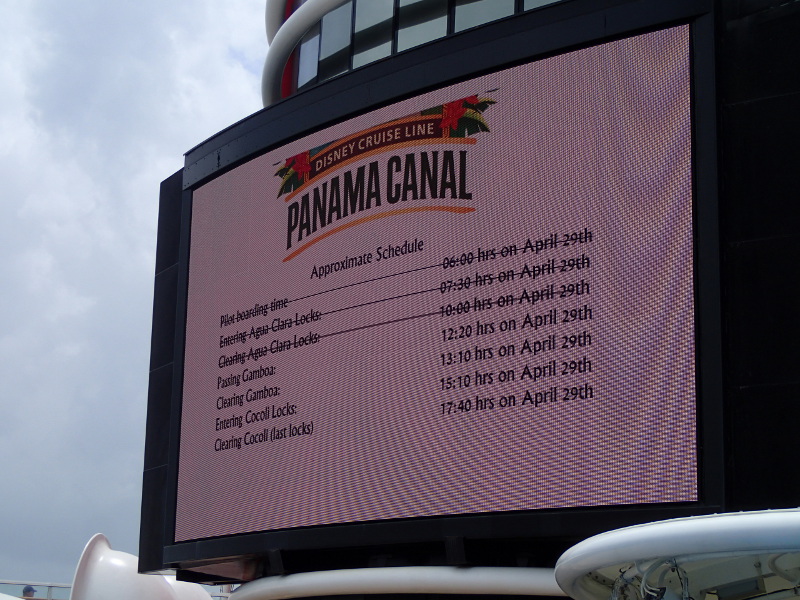 DISNEY CRUISE LINE
PANAMA CANAL
Approximate Schedule
Pilot boarding time 06:00 hrs on April 29th
Entering Agua Clara Locks: 07:30 hrs on April 29th
Clearing Agua Clara Locks: 10:00 hrs on April 29th
Passing Gamboa: 12:20 hrs on April 29th
Clearing Gamboa: 13:10 hrs on April 29th
Entering Cocoli Locks: 15:10 hrs on April 29th
Clearing Cocoli (last locks) 17:40 hrs on April 29th